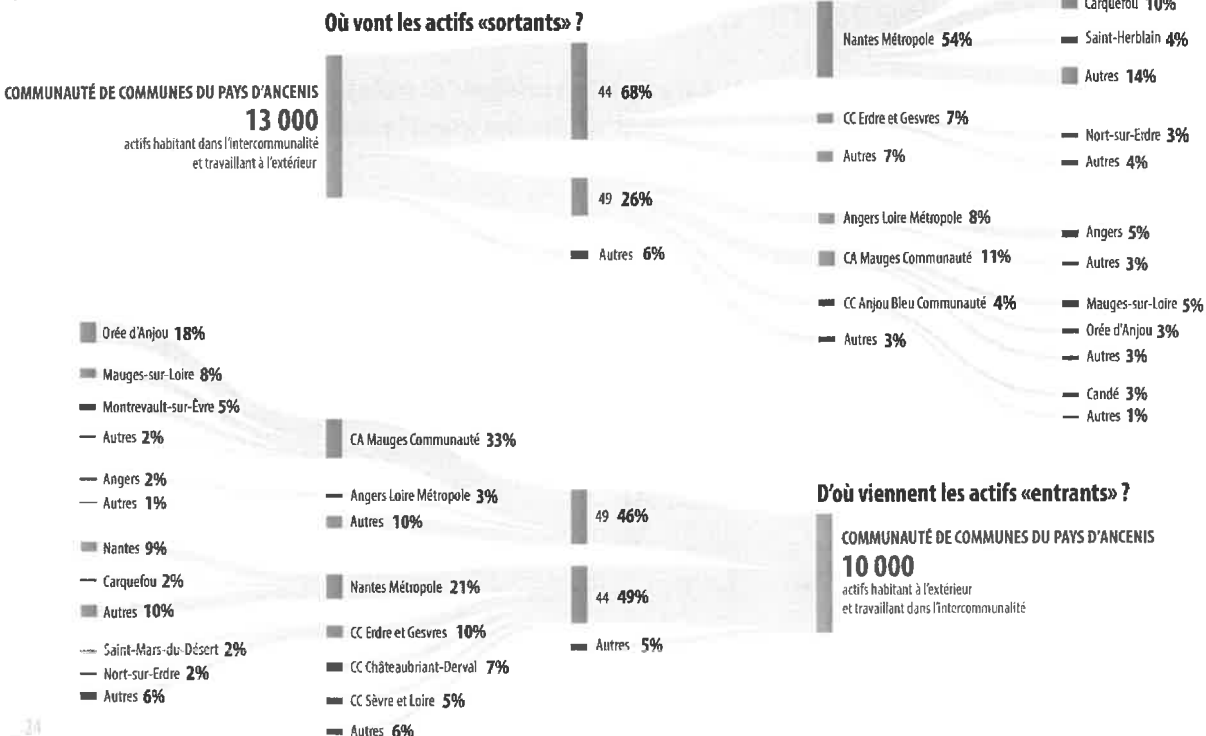 Où vont les actifs «sortants» ?
COMMUNAUTÉ DE COMMUNES DU PAYS D'ANCENIS
13 000
actifs habitant dans l'intercommunalité
et travaillant à l'extérieur
44 68%
49 26%
Autres 6%
Nantes Métropole 54%
CC Erdre et Gesvres 7%
Autres 7%
Angers Loire Métropole 8%
CA Mauges Communauté 11%
CC Anjou Bleu Communauté 4%
Autres 3%
Carquefou 10%
Saint-Herblain 4%
Autres 14%
Nort-sur-Erdre 3%
Autres 4%
Angers 5%
Autres 3%
Mauges-sur-Loire 5%
Orée d'Anjou 3%
Autres 3%
Candé 3%
Autres 1%
Orée d'Anjou 18%
Mauges-sur-Loire 8%
Montrevault-sur-Èvre 5%
Autres 2%
Angers 2%
Autres 1%
Nantes 9%
Carquefou 2%
Autres 10%
Saint-Mars-du-Désert 2%
Nort-sur-Erdre 2%
Autres 6%
CA Mauges Communauté 33%
Angers Loire Métropole 3%
Autres 10%
Nantes Métropole 21%
CC Erdre et Gesvres 10%
CC Châteaubriant-Derval 7%
CC Sèvre et Loire 5%
Autres 6%
49 46%
44 49%
Autres 5%
D'où viennent les actifs «entrants» ?
COMMUNAUTÉ DE COMMUNES DU PAYS D'ANCENIS
10 000
actifs habitant à l'extérieur
et travaillant dans l'intercommunalité
24